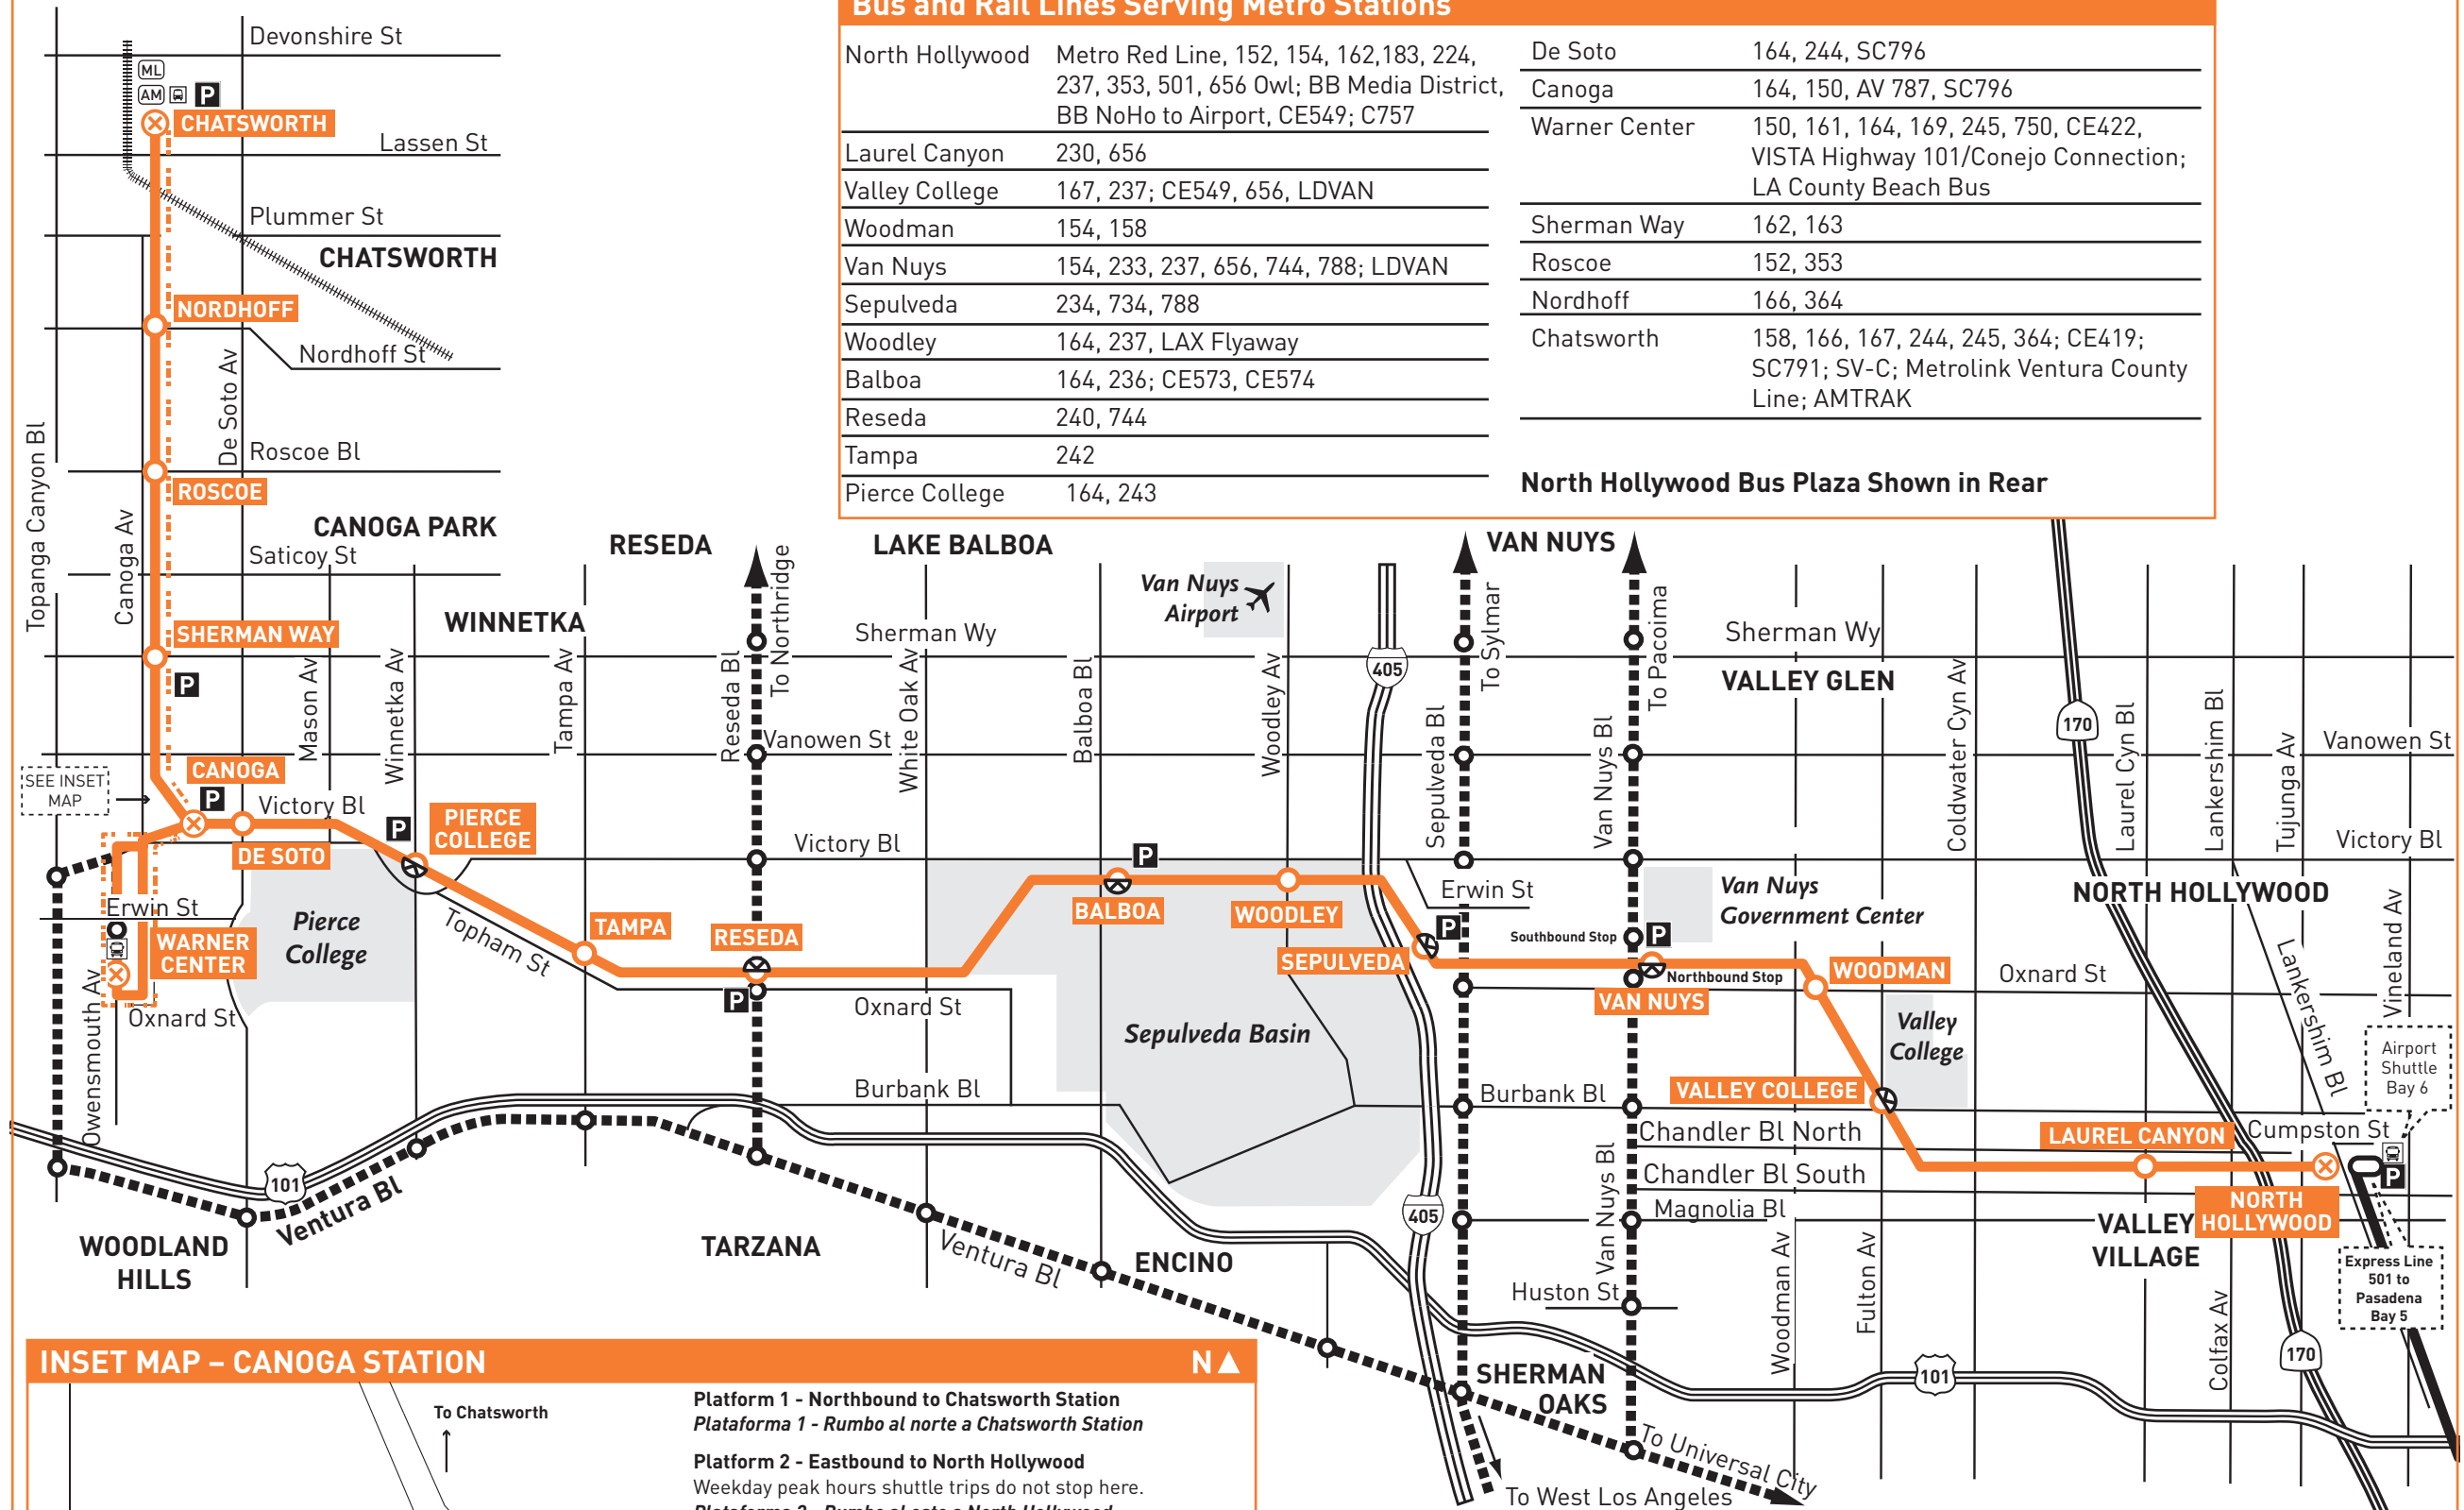 Bus and Rail Lines Serving Metro Stations
North Hollywood Metro Red Line, 152, 154, 162,183, 224,
237, 353, 501, 656 Owl; BB Media District,
BB NoHo to Airport, CE549; C757
Laurel Canyon 230, 656
Valley College 167, 237; CE549, 656, LDVAN
Woodman 154, 158
Van Nuys 154, 233, 237, 656, 744, 788; LDVAN
Sepulveda 234, 734, 788
Woodley 164, 237, LAX Flyaway
Balboa 164, 236; CE573, CE574
Reseda 240, 744
Tampa 242
Pierce College 164, 243
De Soto 164, 244, SC796
Canoga 164, 150, AV 787, SC796
Warner Center 150, 161, 164, 169, 245, 750, CE422,
VISTA Highway 101/Conejo Connection;
LA County Beach Bus
Sherman Way 162, 163
Roscoe 152, 353
Nordhoff 166, 364
Chatsworth 158, 166, 167, 244, 245, 364; CE419;
SC791; SV-C; Metrolink Ventura County
Line; AMTRAK
North Hollywood Bus Plaza Shown in Rear
Devonshire St
ML
AM P
CHATSWORTH
Lassen St
Plummer St
CHATSWORTH
NORDHOFF
Nordhoff St
De Soto Av
Roscoe Bl
ROSCOE
Topanga Canyon Bl
Canoga Av
CANOGA PARK
Saticoy St
SHERMAN WAY
P
WINNETKA
RESEDA
LAKE BALBOA
VAN NUYS
To Northridge
Van Nuys
Airport
To Sylmar
To Pacoima
Sherman Wy
Sherman Wy
405
VALLEY GLEN
170
Mason Av
Winnetka Av
Tampa Av
Reseda Bl
White Oak Av
Balboa Bl
Woodley Av
Sepulveda Bl
Van Nuys Bl
Coldwater Cyn Av
Laurel Cyn Bl
Lankershim Bl
Tujunga Av
Vanowen St
Vanowen St
SEE INSET
MAP
CANOGA
P
Victory Bl
P
PIERCE
COLLEGE
DE SOTO
Victory Bl
P
Victory Bl
Erwin St
Erwin St
BALBOA
WOODLEY
Van Nuys
Government Center
NORTH HOLLYWOOD
Pierce
College
Topham St
TAMPA
RESEDA
P
WARNER
CENTER
Owensmouth Av
Oxnard St
Oxnard St
P
SEPULVEDA
Southbound Stop
P
Northbound Stop
VAN NUYS
WOODMAN
Oxnard St
Lankershim Bl
Vineland Av
Sepulveda Basin
Valley
College
Airport
Shuttle
Bay 6
Burbank Bl
Burbank Bl
VALLEY COLLEGE
Chandler Bl North
LAUREL CANYON
Cumpston St
Chandler Bl South
P
101
Ventura Bl
405
Magnolia Bl
NORTH
HOLLYWOOD
VALLEY
VILLAGE
WOODLAND
HILLS
TARZANA
Ventura Bl
ENCINO
Van Nuys Bl
Huston St
Woodman Av
Fulton Av
Colfax Av
Express Line
501 to
Pasadena
Bay 5
170
101
SHERMAN
OAKS
To Universal City
To West Los Angeles
INSET MAP – CANOGA STATION N
To Chatsworth
Platform 1 - Northbound to Chatsworth Station
Plataforma 1 - Rumbo al norte a Chatsworth Station
Platform 2 - Eastbound to North Hollywood
Weekday peak hours shuttle trips do not stop here.
Plataforma 2 - Rumbo al este a North Hollywood